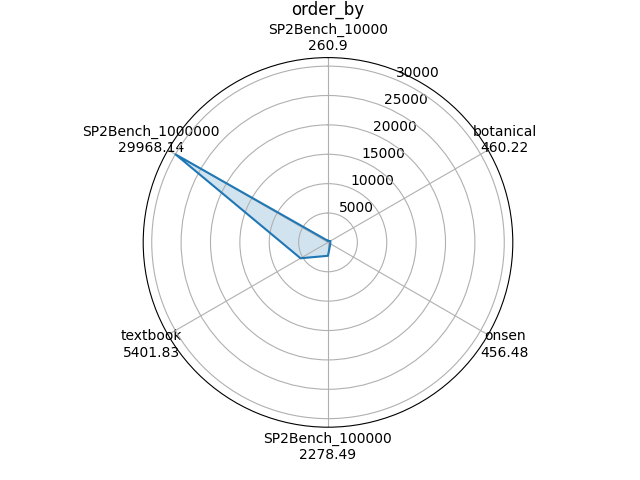 order_by
SP2Bench_10000
260.9
30000
25000
20000
15000
10000
5000
botanical
460.22
SP2Bench_1000000
29968.14
textbook
5401.83
onsen
456.48
SP2Bench_100000
2278.49